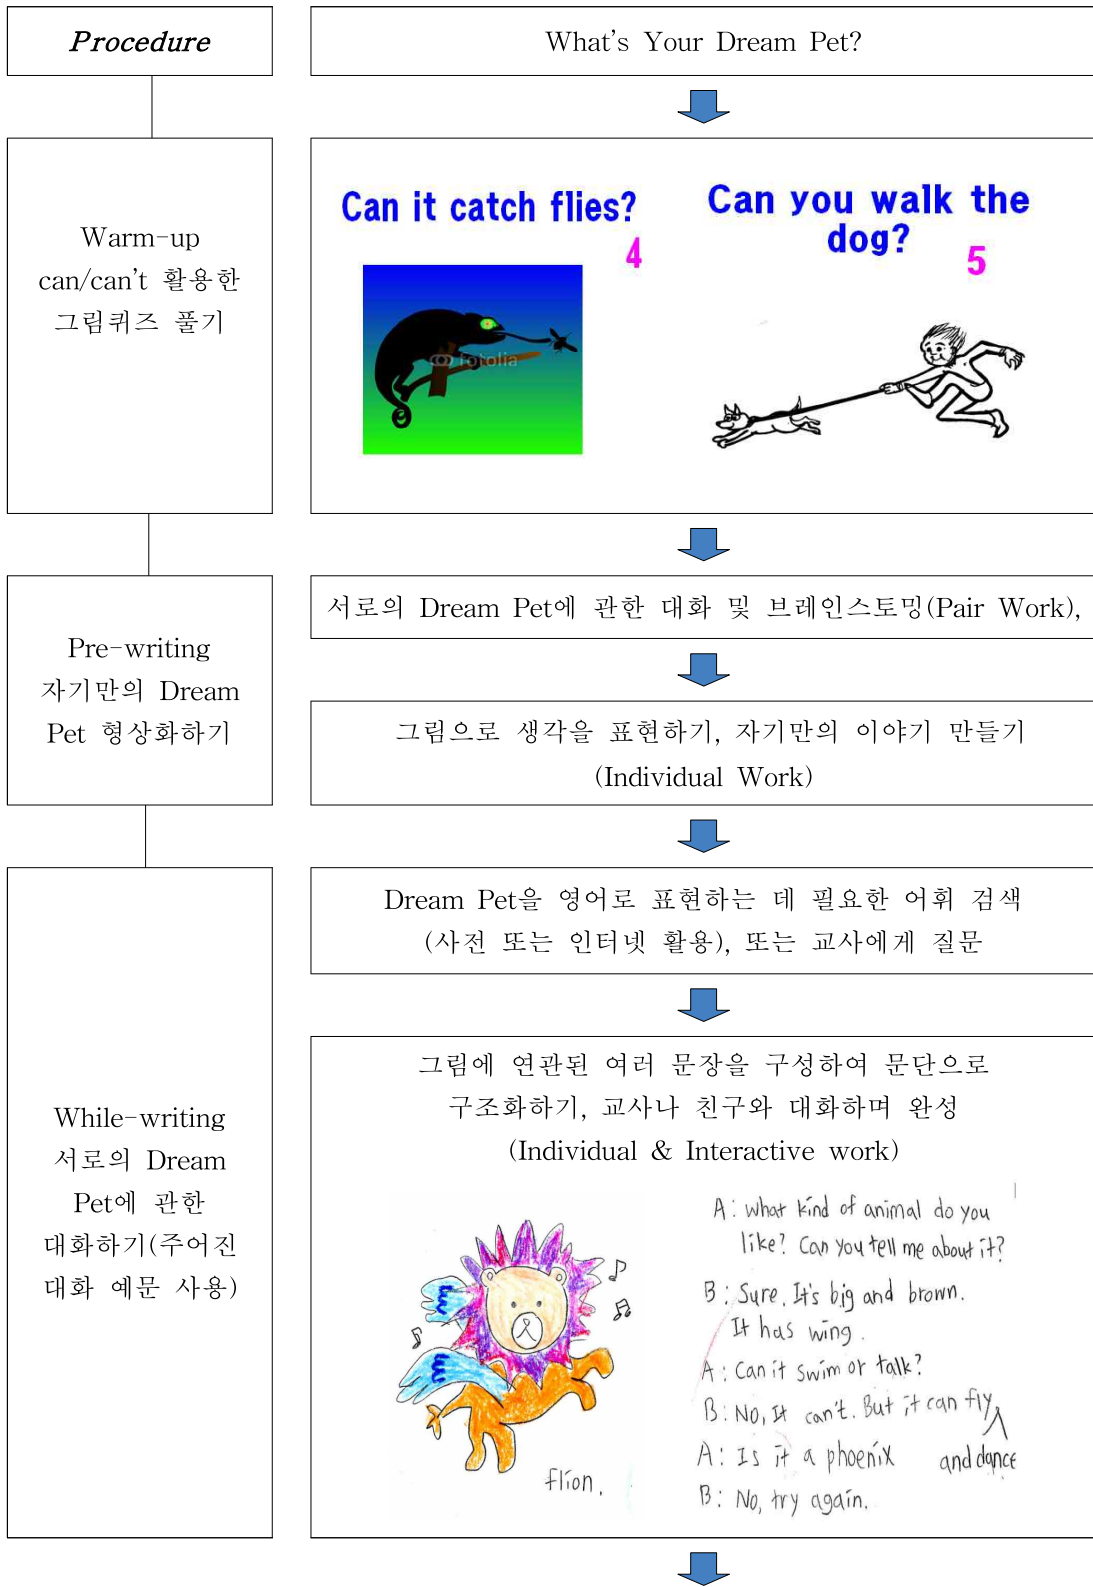 Procedure
What's Your Dream Pet?
Warm-up
can/can't 활용한
그림퀴즈 풀기
Can it catch flies?
4
fotolia
Can you walk the
dog?
5
Pre-writing
자기만의 Dream
Pet 형상화하기
서로의 Dream Pet에 관한 대화 및 브레인스토밍(Pair Work),
그림으로 생각을 표현하기, 자기만의 이야기 만들기
(Individual Work)
While-writing
서로의 Dream
Pet에 관한
대화하기(주어진
대화 예문 사용)
Dream Pet을 영어로 표현하는 데 필요한 어휘 검색
(사전 또는 인터넷 활용), 또는 교사에게 질문
그림에 연관된 여러 문장을 구성하여 문단으로
구조화하기, 교사나 친구와 대화하며 완성
(Individual & Interactive work)
flion.
A: what kind of animal do you
like? Can you tell me about it?
B: Sure. It's big and brown.
It has wing.
A: Can it swim or talk?
B: No, It can't. But it can fly
and dance
A: Is it a phoenix
B: No, try again.